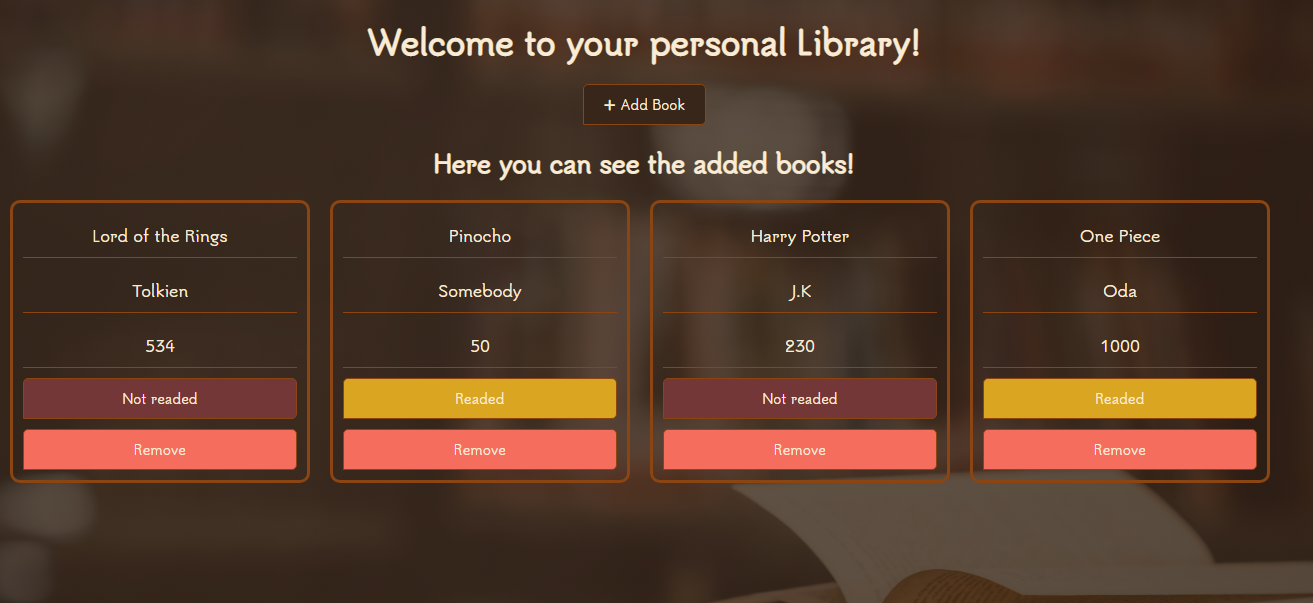 Welcome to your personal Library!
+ Add Book
Here you can see the added books!
Lord of the Rings
Tolkien
534
Not readed
Remove
Pinocho
Somebody
50
Readed
Remove
Harry Potter
J.K
230
Not readed
Remove
One Piece
Oda
1000
Readed
Remove